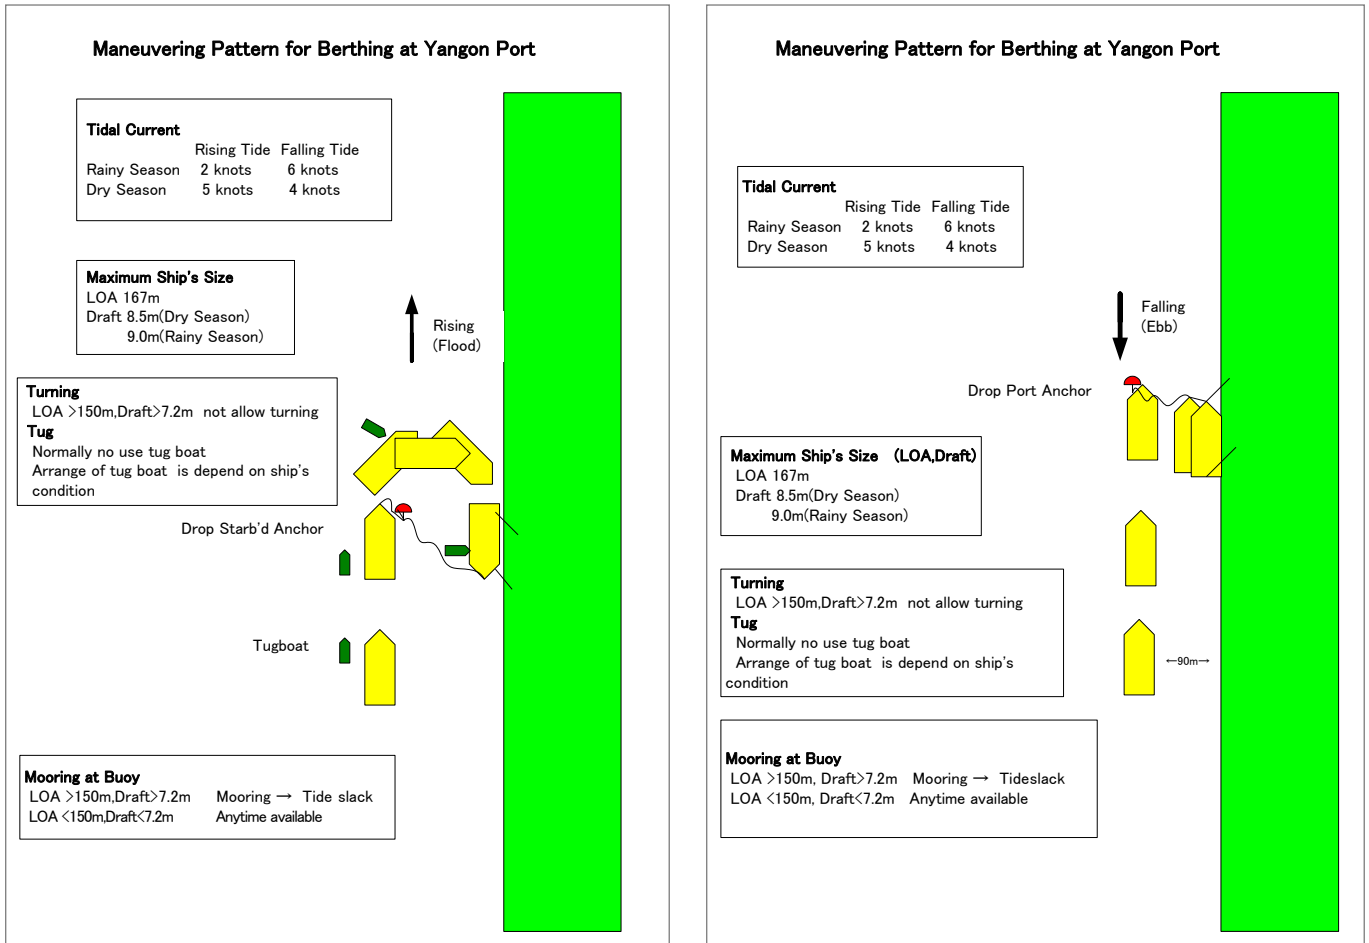 Maneuvering Pattern for Berthing at Yangon Port
Tidal Current
Rising Tide Falling Tide
Rainy Season 2 knots 6 knots
Dry Season 5 knots 4 knots
Maximum Ship's Size
LOA 167m
Draft 8.5m(Dry Season)
9.0m(Rainy Season)
Rising
(Flood)
Turning
LOA >150m,Draft>7.2m not allow turning
Tug
Normally no use tug boat
Arrange of tug boat is depend on ship's
condition
Drop Starb'd Anchor
Tugboat
Mooring at Buoy
LOA >150m,Draft>7.2m Mooring → Tide slack
LOA <150m,Draft<7.2m Anytime available
Maneuvering Pattern for Berthing at Yangon Port
Tidal Current
Rising Tide Falling Tide
Rainy Season 2 knots 6 knots
Dry Season 5 knots 4 knots
Falling
(Ebb)
Drop Port Anchor
Maximum Ship's Size (LOA,Draft)
LOA 167m
Draft 8.5m(Dry Season)
9.0m(Rainy Season)
Turning
LOA >150m,Draft>7.2m not allow turning
Tug
Normally no use tug boat
Arrange of tug boat is depend on ship's
condition
←90m→
Mooring at Buoy
LOA >150m, Draft>7.2m Mooring → Tideslack
LOA <150m, Draft<7.2m Anytime available